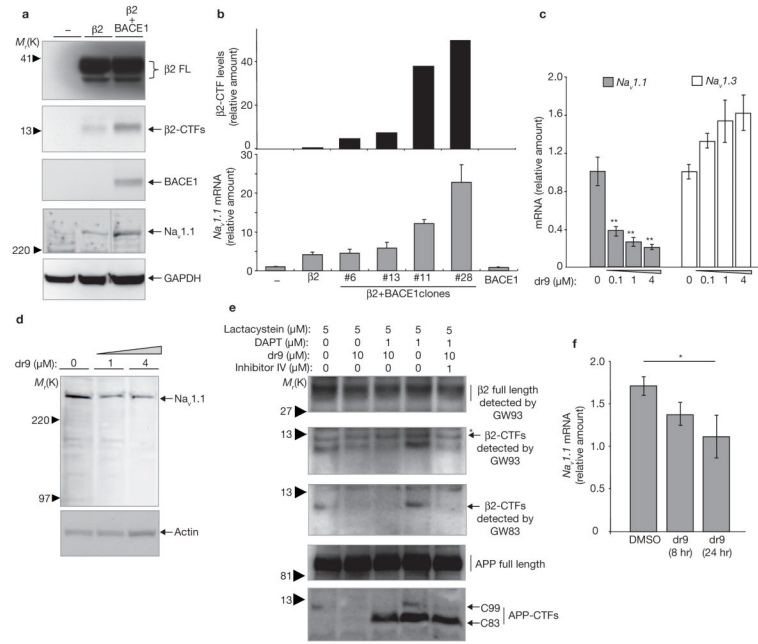 a
β2
+
– β2 BACE1
Mr(K)
41
β2 FL
13
β2-CTFs
BACE1
Nav1.1
220
GAPDH
b
β2-CTF levels
(relative amount)
40
20
0
Nav1.1 mRNA
(relative amount)
30
25
20
15
10
5
0
– β2 #6 #13 #11 #28 BACE1
β2+BACE1clones
c
Nav1.1 Nav1.3
mRNA (relative amount)
2.0
1.6
1.2
0.8
0.4
0
** ** **
0 0.1 1 4 0 0.1 1 4
dr9 (µM):
d
dr9 (µM): 0 1 4
Mr(K)
Nav1.1
220
97
Actin
e
Lactacystein (µM): 5 5 5 5 5
DAPT (µM): 0 0 1 1 1
dr9 (µM): 0 10 10 0 10
Inhibitor IV (µM): 0 0 0 0 1
Mr(K)
β2 full length
detected by
GW93
27
13
*
β2-CTFs
detected by
GW93
13
β2-CTFs
detected by
GW83
APP full length
81
13
C99
APP-CTFs
C83
f
Nav1.1 mRNA
(relative amount)
2.0
1.5
1.0
0.5
0
*
DMSO dr9 dr9
(8 hr) (24 hr)